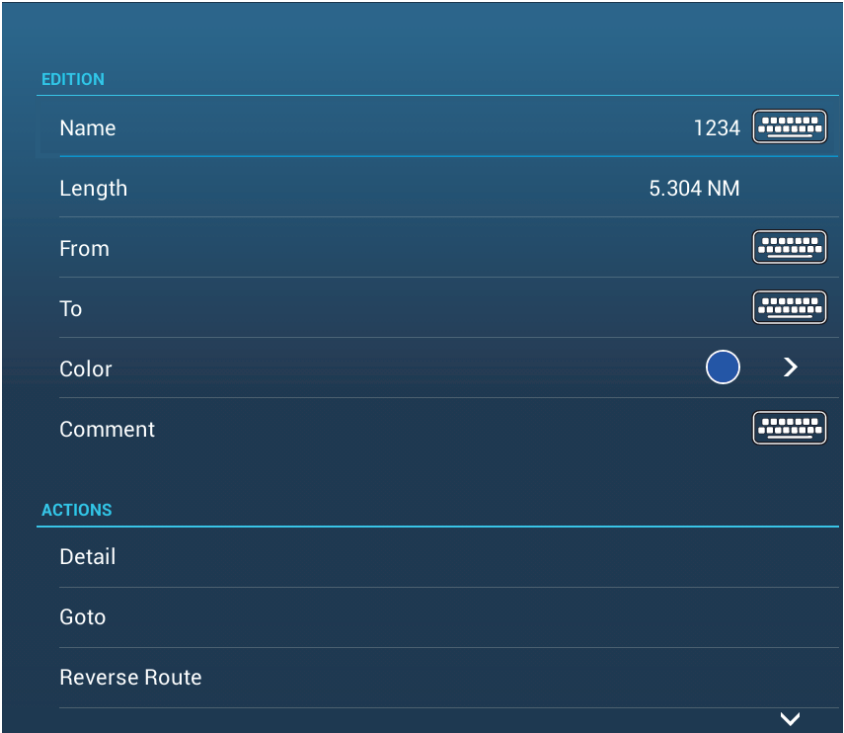 EDITION
Name 1234
Length 5.304 NM
From
To
Color
Comment
ACTIONS
Detail
Goto
Reverse Route